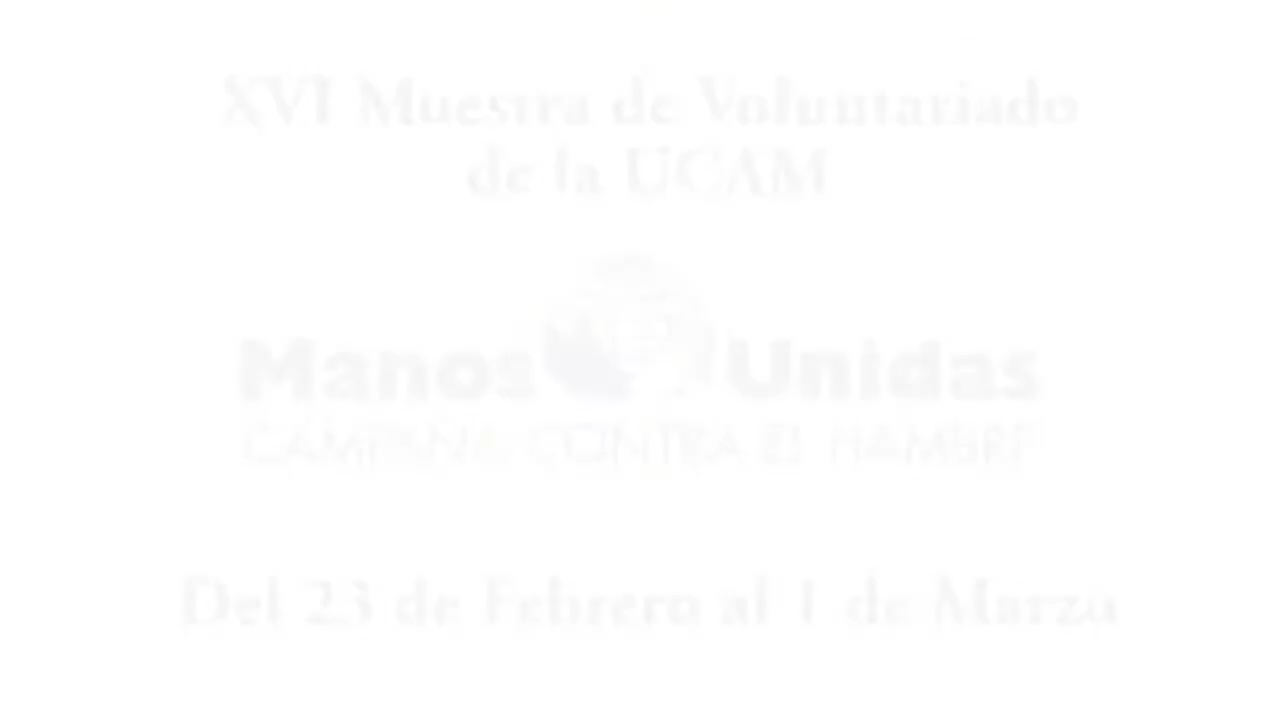 XVI Muestra de Voluntariado
de la UCAM
Manos Unidas
CAMPAÑA CONTRA EL HAMBRE
Del 23 de Febrero al 1 de Marzo